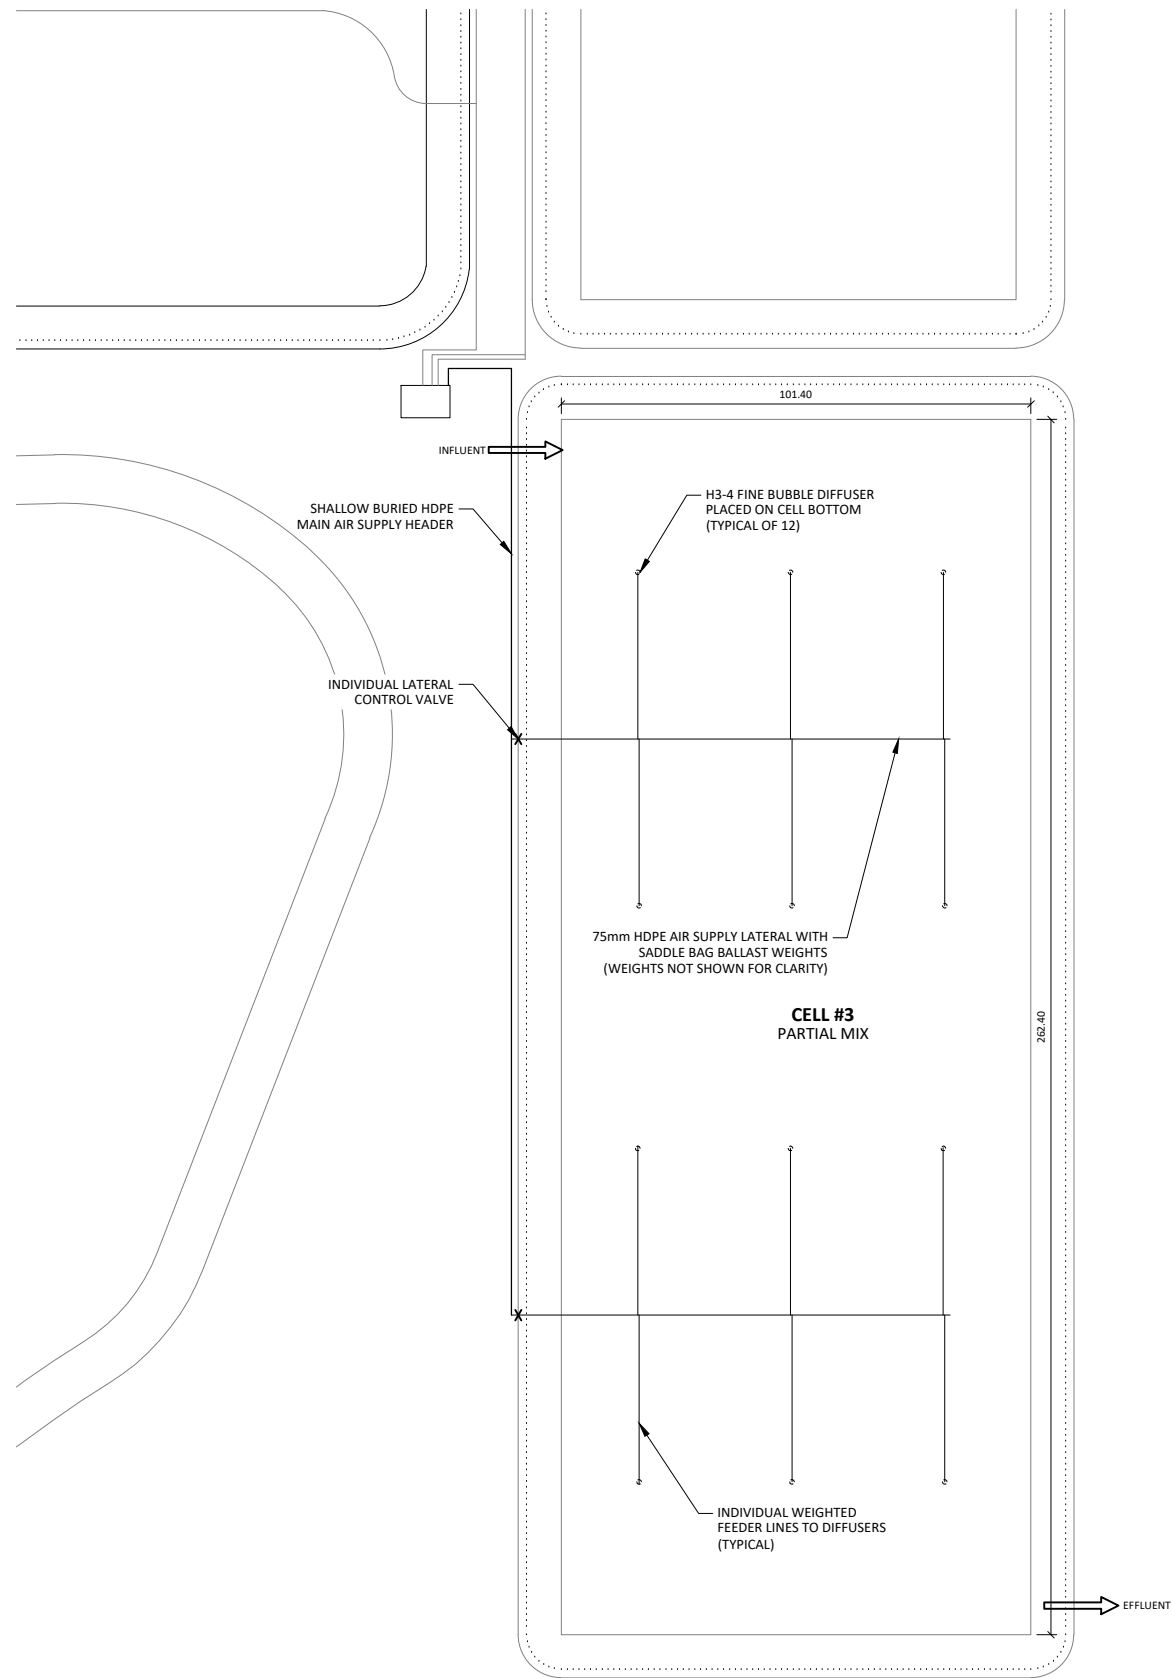 101.40
INFLUENT
H3-4 FINE BUBBLE DIFFUSER
PLACED ON CELL BOTTOM
(TYPICAL OF 12)
SHALLOW BURIED HDPE
MAIN AIR SUPPLY HEADER
INDIVIDUAL LATERAL
CONTROL VALVE
75mm HDPE AIR SUPPLY LATERAL WITH
SADDLE BAG BALLAST WEIGHTS
(WEIGHTS NOT SHOWN FOR CLARITY)
CELL #3
PARTIAL MIX
262.40
INDIVIDUAL WEIGHTED
FEEDER LINES TO DIFFUSERS
(TYPICAL)
EFFLUENT